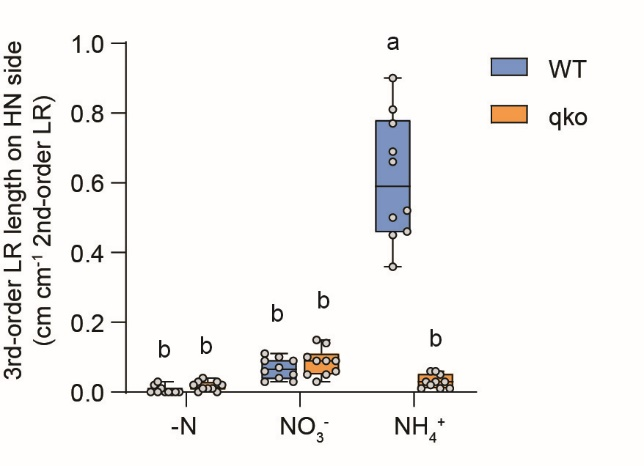 3rd-order LR length on HN side
(cm cm⁻¹ 2nd-order LR)
1.0
0.8
0.6
0.4
0.2
0.0
b
b
b
b
a
b
-N
NO₃⁻
NH₄⁺
WT
qko